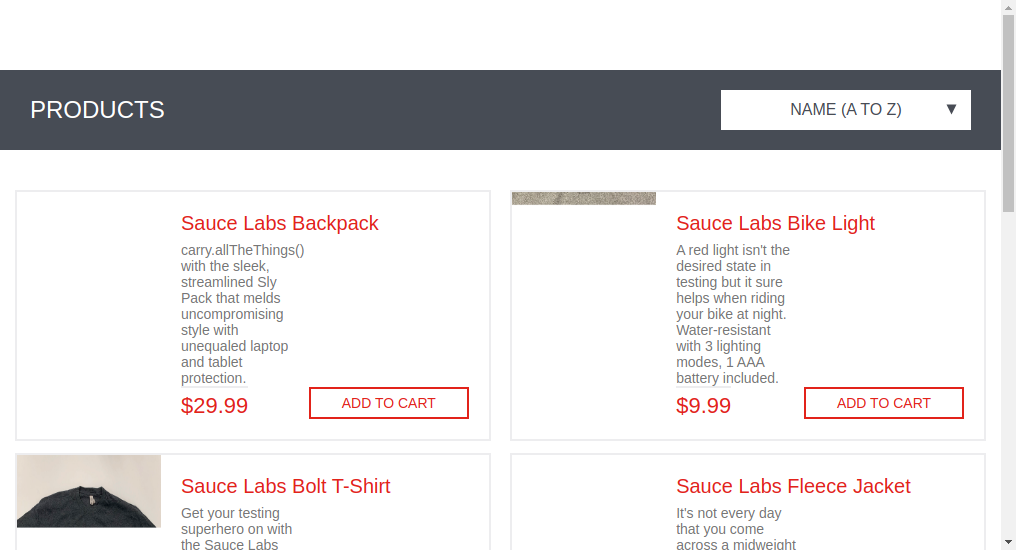 PRODUCTS
NAME (A TO Z) ▼
Sauce Labs Backpack
carry.allTheThings()
with the sleek,
streamlined Sly
Pack that melds
uncompromising
style with
unequaled laptop
and tablet
protection.
$29.99
ADD TO CART
Sauce Labs Bike Light
A red light isn't the
desired state in
testing but it sure
helps when riding
your bike at night.
Water-resistant
with 3 lighting
modes, 1 AAA
battery included.
$9.99
ADD TO CART
Sauce Labs Bolt T-Shirt
Get your testing
superhero on with
the Sauce Labs
Sauce Labs Fleece Jacket
It's not every day
that you come
across a midweight